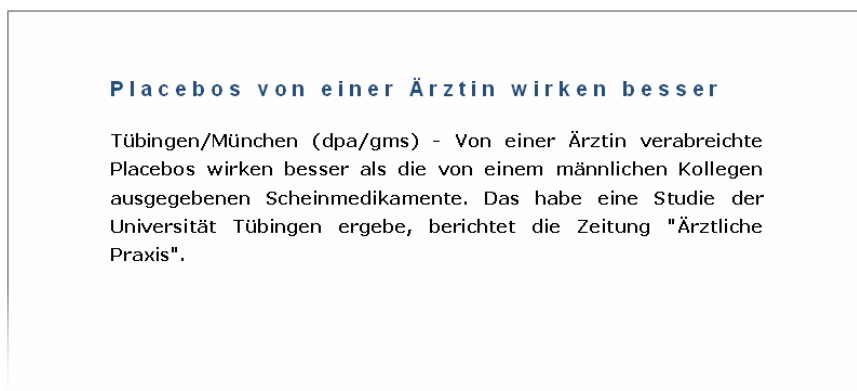 Placebos von einer Ärztin wirken besser
Tübingen/München (dpa/gms) - Von einer Ärztin verabreichte
Placebos wirken besser als die von einem männlichen Kollegen
ausgegebenen Scheinmedikamente. Das habe eine Studie der
Universität Tübingen ergebe, berichtet die Zeitung "Ärztliche
Praxis".